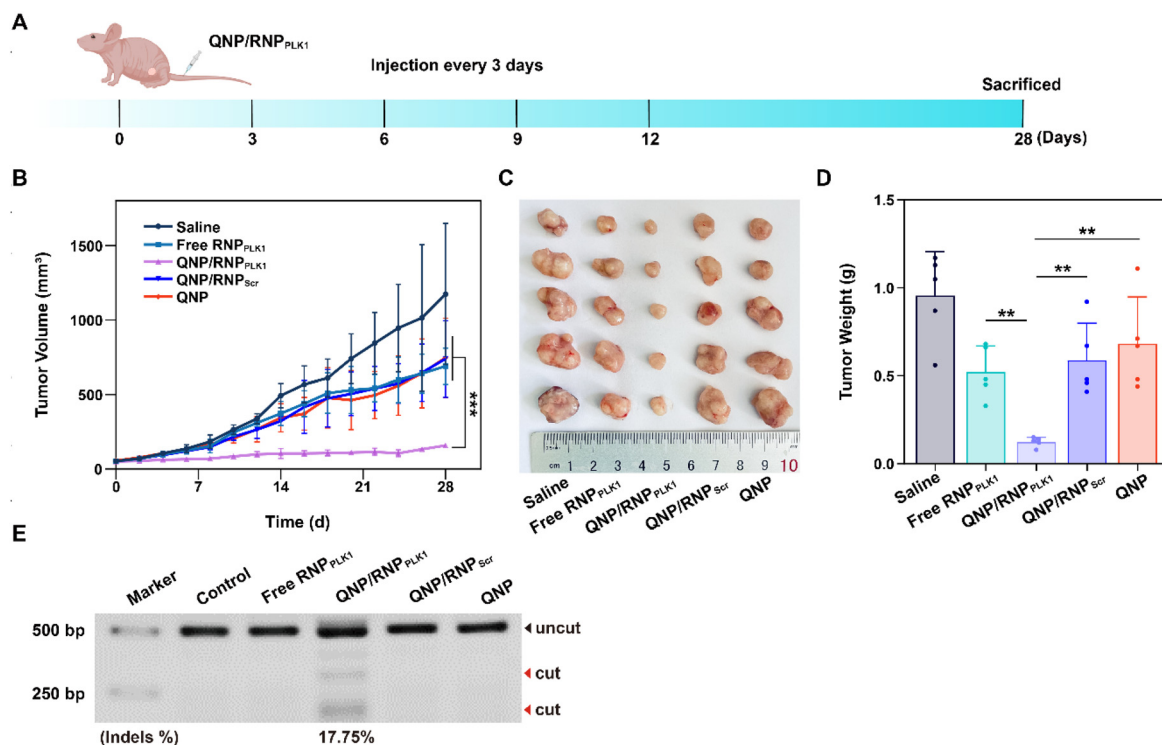 A
QNP/RNPPLK1
Injection every 3 days
Sacrificed
0 3 6 9 12 28 (Days)
B
Saline
Free RNPPLK1
QNP/RNPPLK1
QNP/RNPScr
QNP
Tumor Volume (mm³)
1500
1000
500
0
0 7 14 21 28
Time (d)
***
C
cm 1 2 3 4 5 6 7 8 9 10
Saline
Free RNPPLK1
QNP/RNPPLK1
QNP/RNPScr
QNP
D
Tumor Weight (g)
1.5
1.0
0.5
0.0
**
**
**
Saline
Free RNPPLK1
QNP/RNPPLK1
QNP/RNPScr
QNP
E
Marker
Control
Free RNPPLK1
QNP/RNPPLK1
QNP/RNPScr
QNP
500 bp
250 bp
uncut
cut
cut
(Indels %) 17.75%